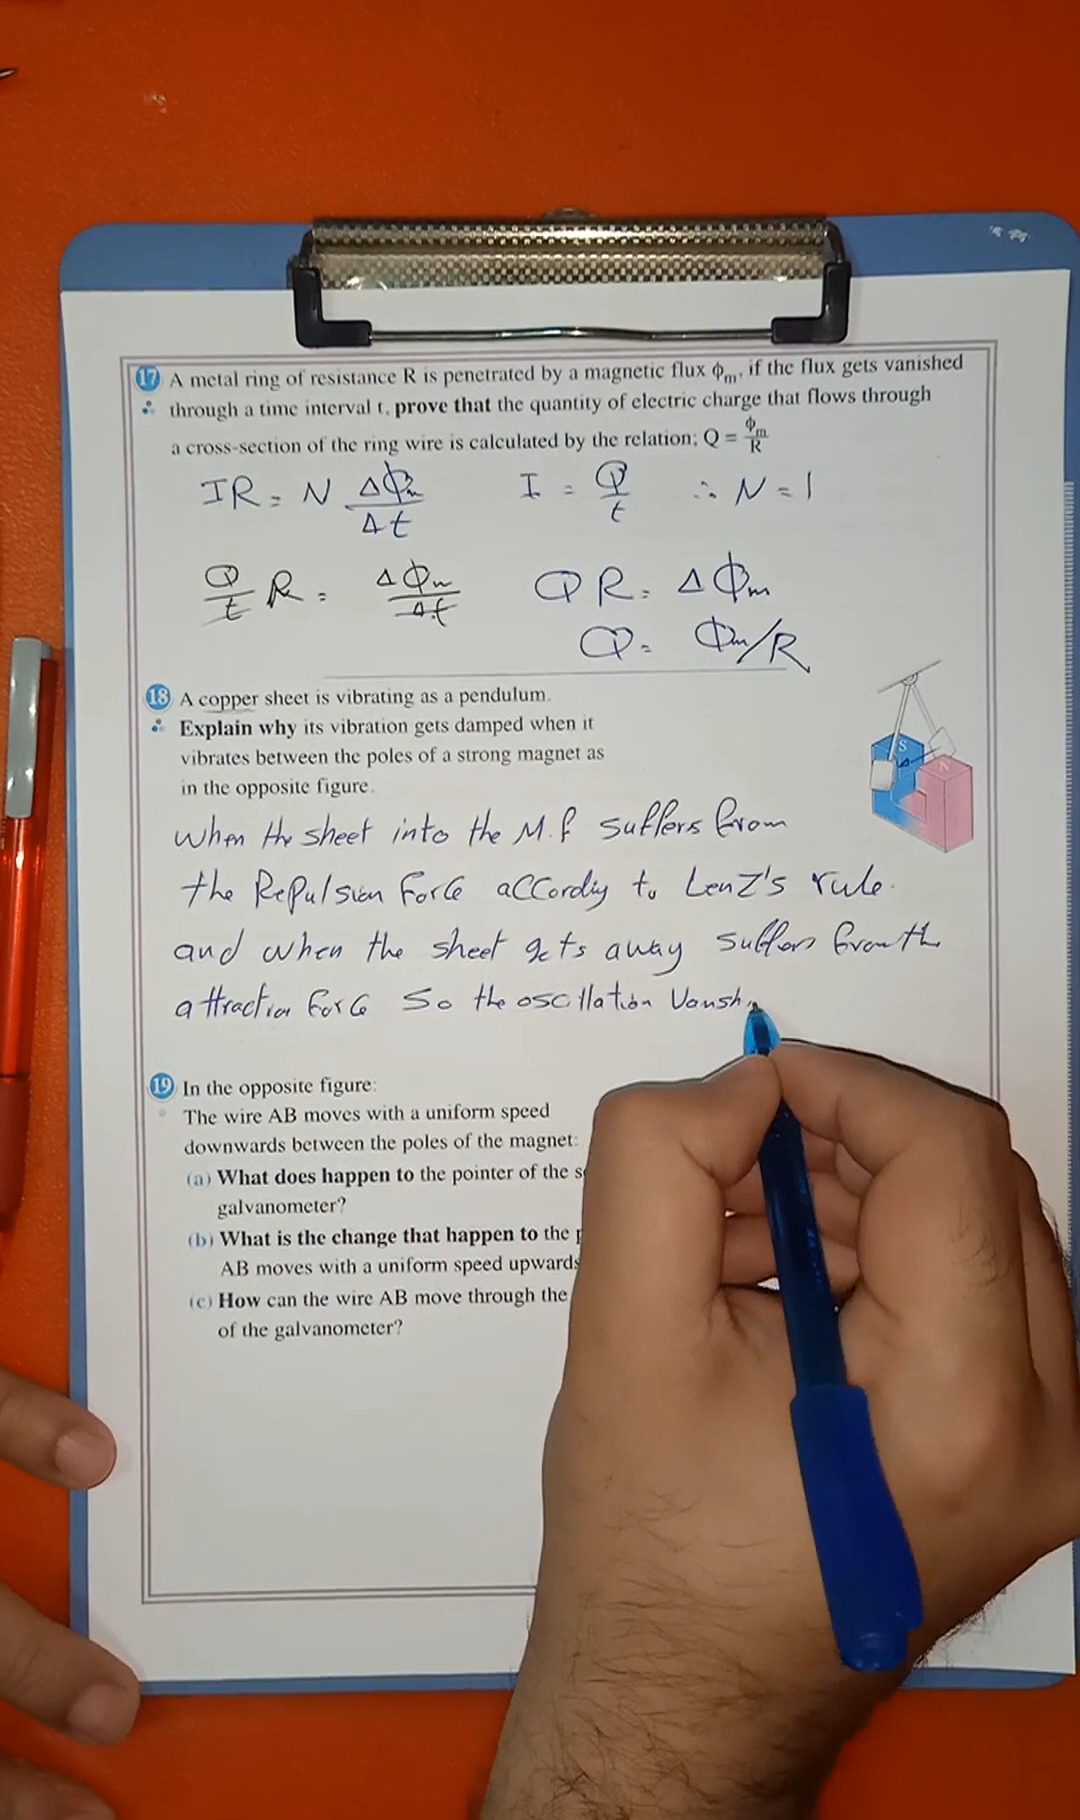 17 A metal ring of resistance R is penetrated by a magnetic flux ϕm, if the flux gets vanished
through a time interval t, prove that the quantity of electric charge that flows through
a cross-section of the ring wire is calculated by the relation: Q = ϕm/R
IR = N Δϕm/Δt I = Q/t ∴ N = 1
Q/t R = Δϕm/Δt QR = Δϕm
Q = ϕm/R
18 A copper sheet is vibrating as a pendulum.
Explain why its vibration gets damped when it
vibrates between the poles of a strong magnet as
in the opposite figure.
S
N
When the sheet into the M.f suffers from
the Repulsion Force according to Lenz's rule.
and when the sheet gets away suffers from the
attraction force So the oscillation Vanshi
19 In the opposite figure:
The wire AB moves with a uniform speed
downwards between the poles of the magnet:
(a) What does happen to the pointer of the
galvanometer?
(b) What is the change that happen to the
AB moves with a uniform speed upwards
(c) How can the wire AB move through the
of the galvanometer?